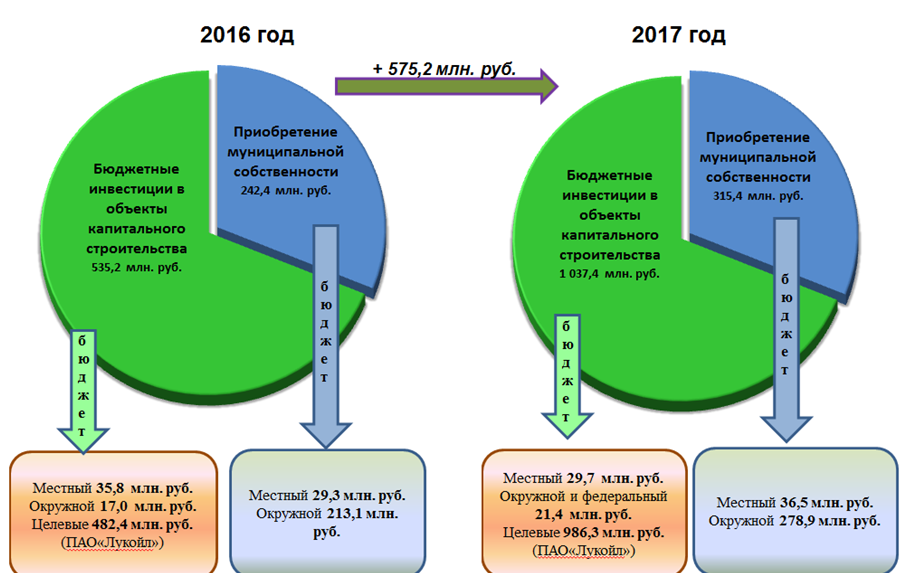 2016 год
2017 год
+ 575,2 млн. руб.
Бюджетные
инвестиции в
объекты
капитального
строительства
535,2 млн. руб.
Приобретение
муниципальной
собственности
242,4 млн. руб.
бюджет
бюджет
Бюджетные
инвестиции в
объекты
капитального
строительства
1 037,4 млн. руб.
Приобретение
муниципальной
собственности
315,4 млн. руб.
бюджет
бюджет
Местный 35,8 млн. руб.
Окружной 17,0 млн. руб.
Целевые 482,4 млн. руб.
(ПАО«Лукойл»)
Местный 29,3 млн. руб.
Окружной 213,1 млн.
руб.
Местный 29,7 млн. руб.
Окружной и федеральный
21,4 млн. руб.
Целевые 986,3 млн. руб.
(ПАО«Лукойл»)
Местный 36,5 млн. руб.
Окружной 278,9 млн. руб.